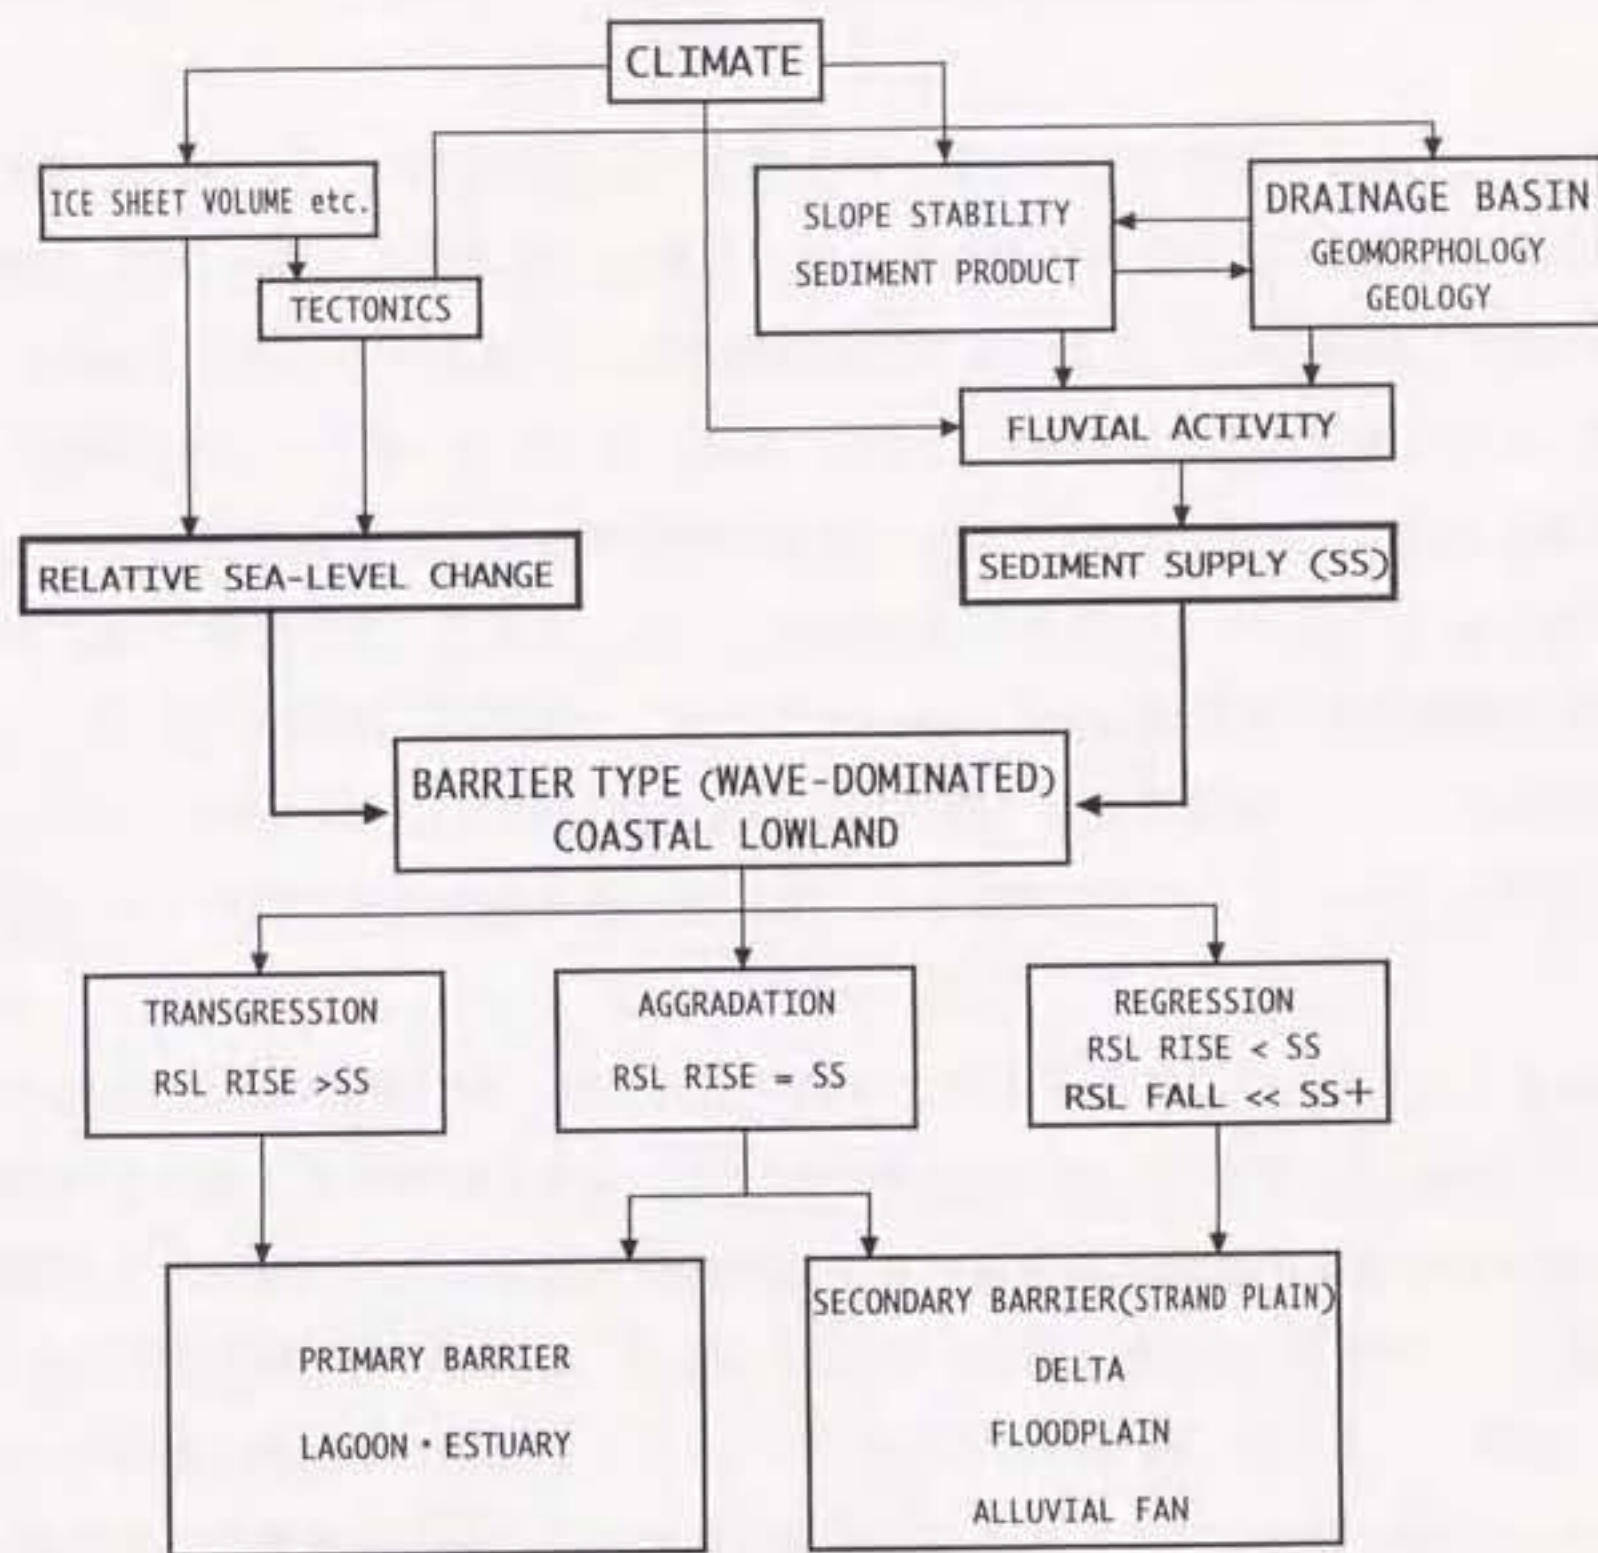 CLIMATE
ICE SHEET VOLUME etc.
TECTONICS
SLOPE STABILITY
SEDIMENT PRODUCT
DRAINAGE BASIN
GEOMORPHOLOGY
GEOLOGY
FLUVIAL ACTIVITY
RELATIVE SEA-LEVEL CHANGE
SEDIMENT SUPPLY (SS)
BARRIER TYPE (WAVE-DOMINATED)
COASTAL LOWLAND
TRANSGRESSION
RSL RISE >SS
AGGRADATION
RSL RISE = SS
REGRESSION
RSL RISE < SS
RSL FALL << SS+
PRIMARY BARRIER
LAGOON・ESTUARY
SECONDARY BARRIER(STRAND PLAIN)
DELTA
FLOODPLAIN
ALLUVIAL FAN